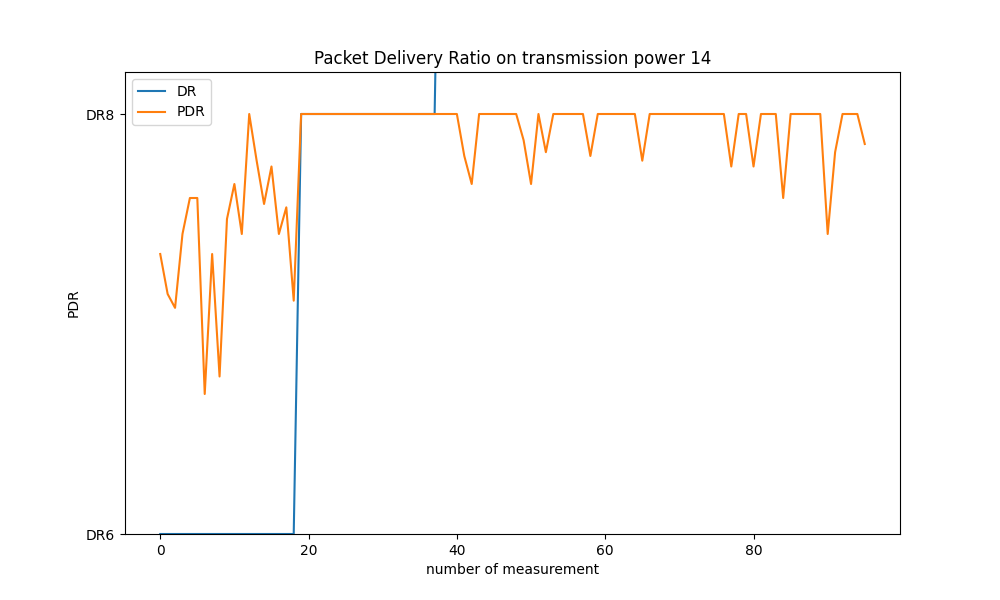 Packet Delivery Ratio on transmission power 14
DR
PDR
DR8
PDR
DR6
0
20
40
60
80
number of measurement